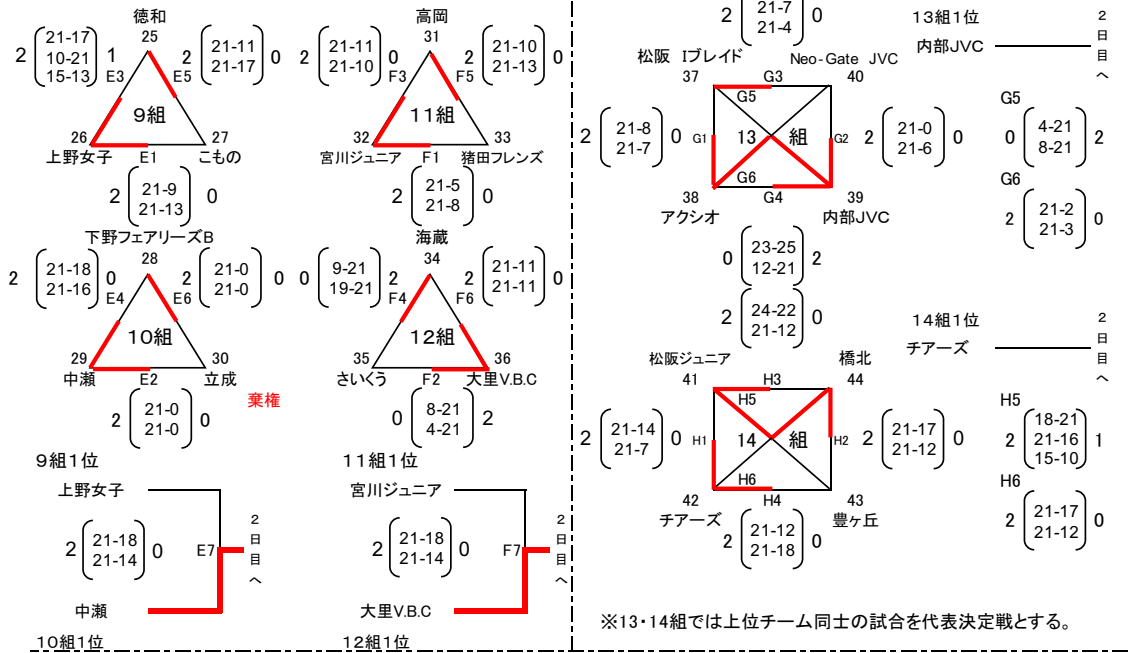 徳和
25
2 21-17 10-21 15-13 1
E3
E5
2 21-11 21-17 0
9組
26
27
上野女子
E1
こもの
2 21-9 21-13 0
高岡
31
2 21-11 21-10 0
F3
F5
2 21-10 21-13 0
11組
32
33
宮川ジュニア
F1
猪田フレンズ
2 21-5 21-8 0
下野フェアリーズB
28
2 21-18 21-16 0
E4
E6
2 21-0 21-0 0
10組
29
30
中瀬
E2
立成
棄権
2 21-0 21-0 0
海蔵
34
0 9-21 19-21 2
F4
F6
2 21-11 21-11 0
12組
35
36
さいくう
F2
大里V.B.C
0 8-21 4-21 2
9組1位
上野女子
2 21-18 21-14 0
E7
2日目へ
中瀬
10組1位
11組1位
宮川ジュニア
2 21-18 21-14 0
F7
2日目へ
大里V.B.C
12組1位
2 21-7 21-4 0
松阪 Iブレイド
Neo-Gate JVC
37
G3
40
G5
2 21-8 21-7 0
G1
13 組
G2
2 21-0 21-6 0
G6
38
G4
39
アクシオ
内部JVC
0 23-25 12-21 2
13組1位
内部JVC
2日目へ
G5
0 4-21 8-21 2
G6
2 21-2 21-3 0
2 24-22 21-12 0
松阪ジュニア
橋北
41
H3
44
H5
2 21-14 21-7 0
H1
14 組
H2
2 21-17 21-12 0
H6
42
H4
43
チアーズ
豊ヶ丘
2 21-12 21-18 0
14組1位
チアーズ
2日目へ
H5
2 18-21 21-16 15-10 1
H6
2 21-17 21-12 0
※13・14組では上位チーム同士の試合を代表決定戦とする。